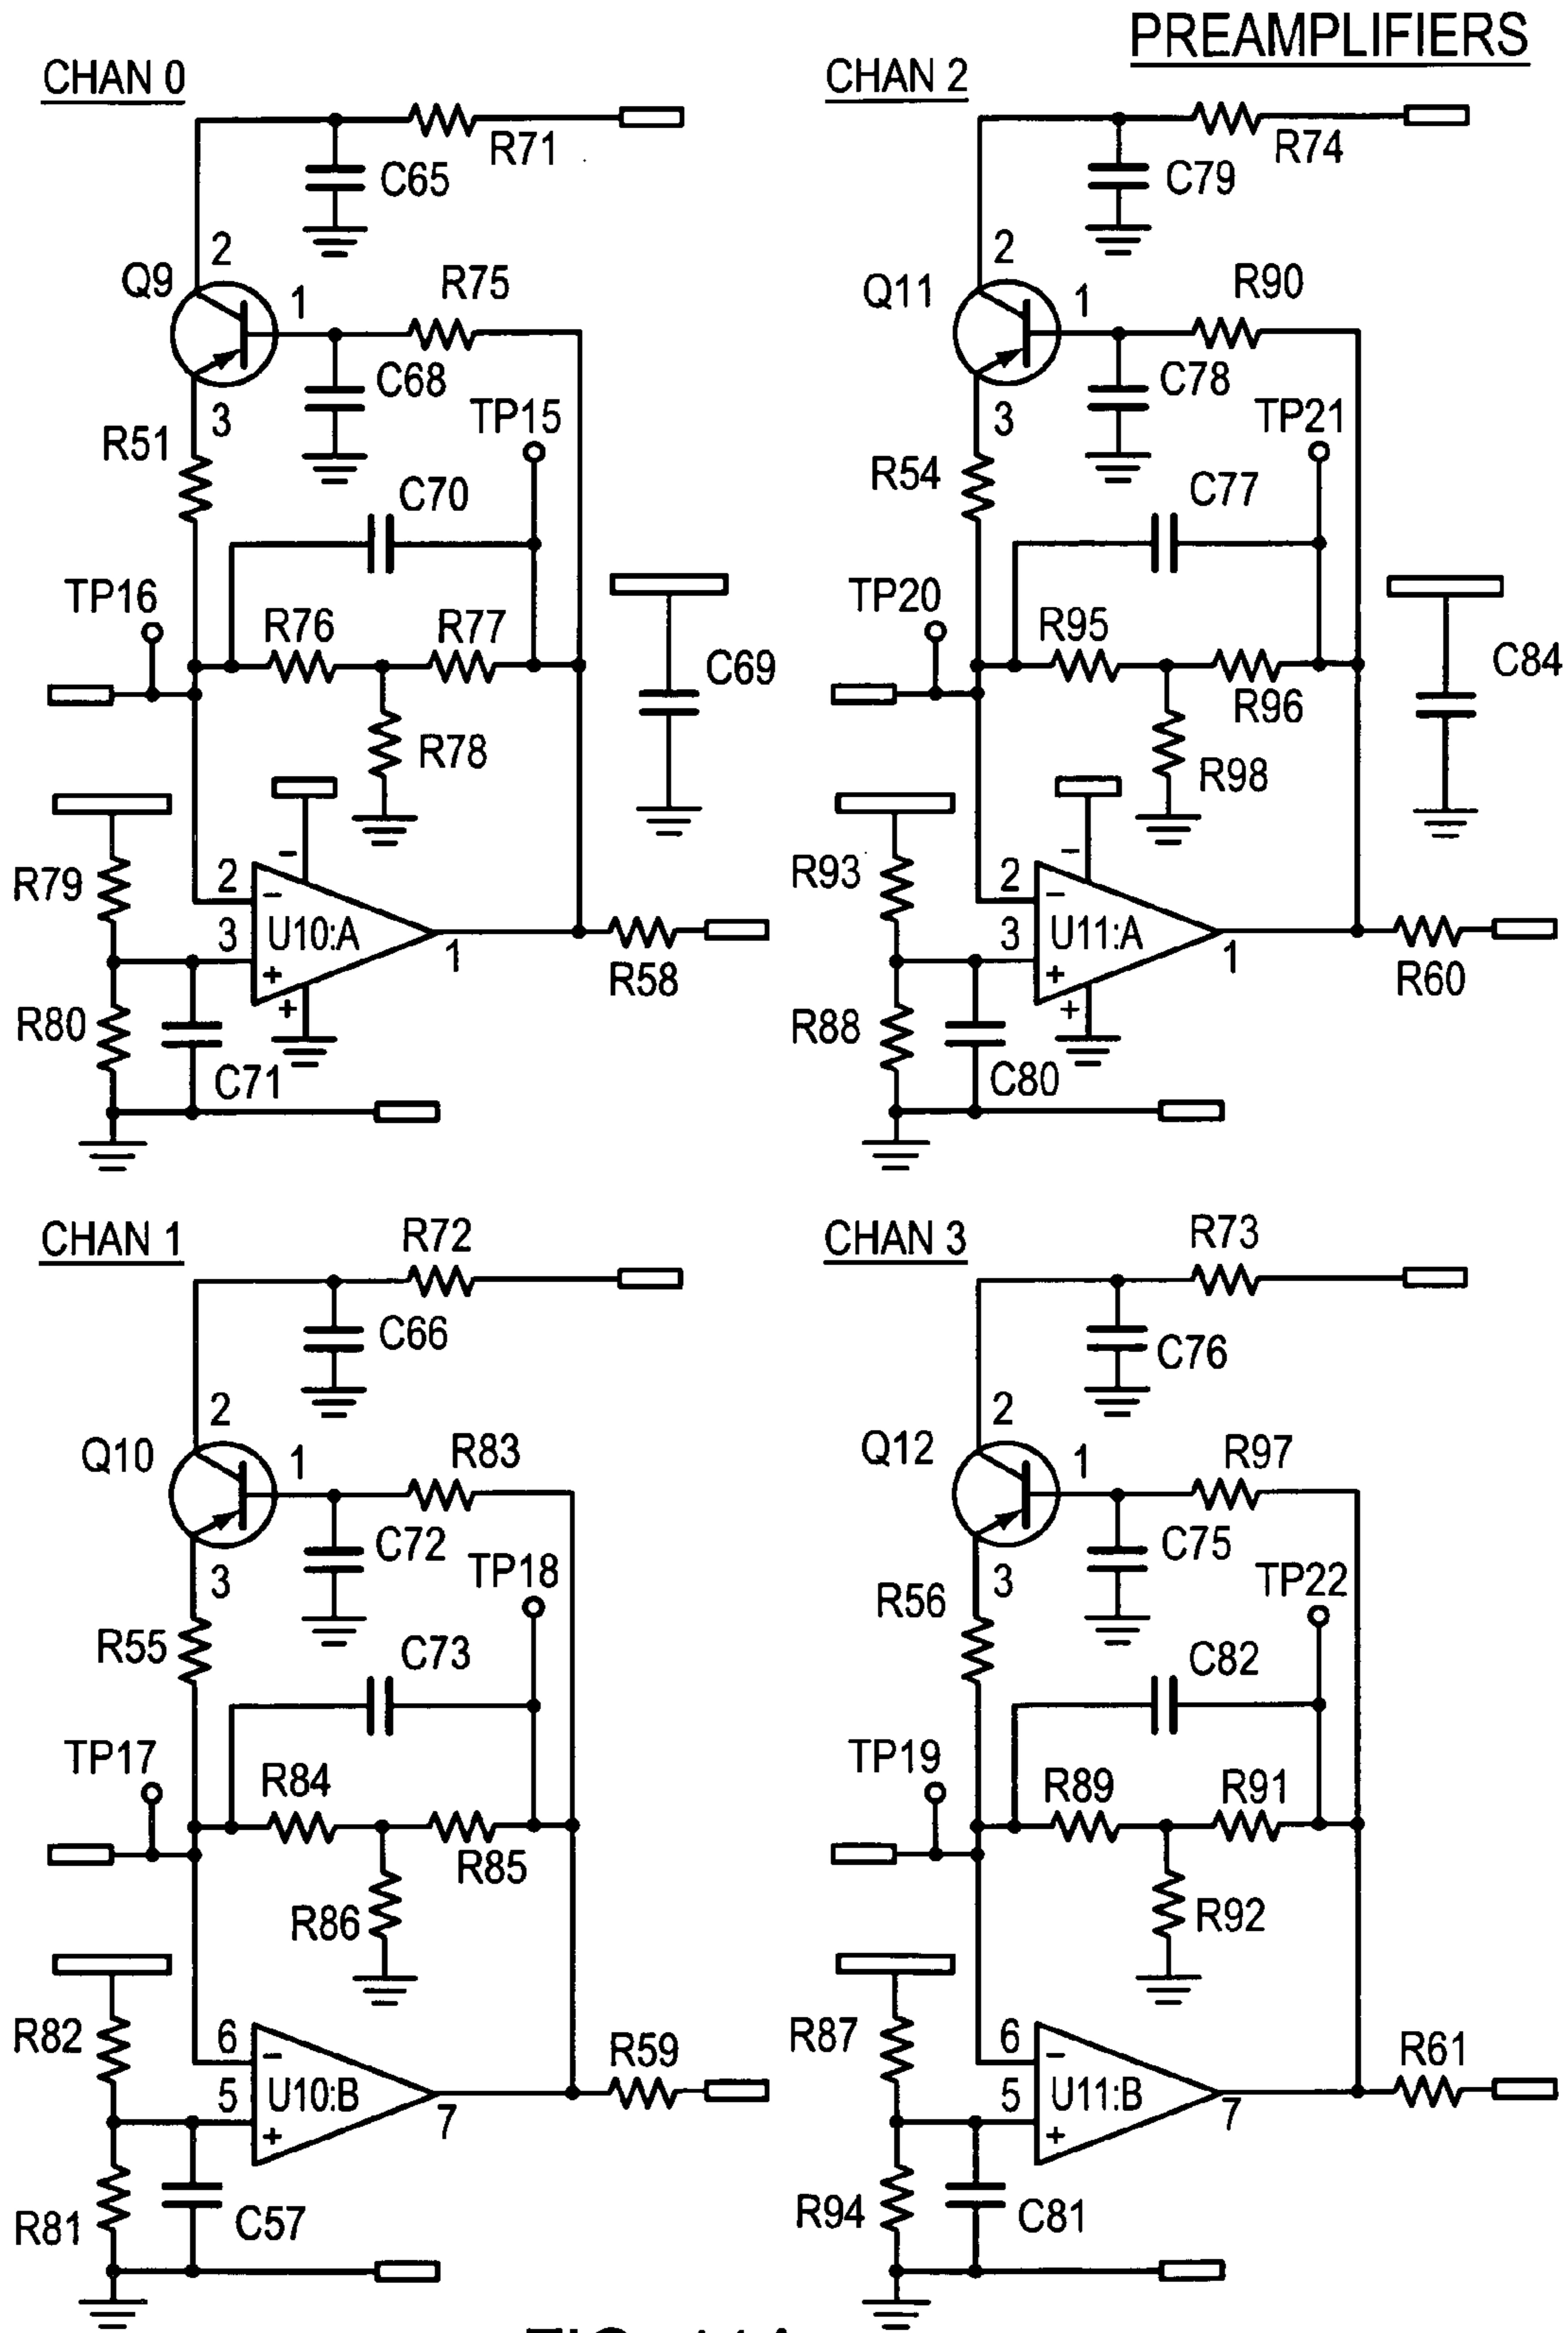 PREAMPLIFIERS
CHAN 0
R71
C65
2
Q9
1
R75
C68
3
TP15
R51
C70
TP16
R76
R77
C69
R78
R79
-
2
-
3
U10:A
1
+
+
R58
R80
C71
CHAN 2
R74
C79
2
Q11
1
R90
C78
3
TP21
R54
C77
TP20
R95
R96
C84
R98
R93
-
2
-
3
U11:A
1
+
+
R60
R88
C80
CHAN 1
R72
C66
2
Q10
1
R83
C72
3
TP18
R55
C73
TP17
R84
R85
R86
R82
6
-
5
U10:B
7
+
R59
R81
C57
CHAN 3
R73
C76
2
Q12
1
R97
C75
3
TP22
R56
C82
TP19
R89
R91
R92
R87
6
-
5
U11:B
7
+
R61
R94
C81